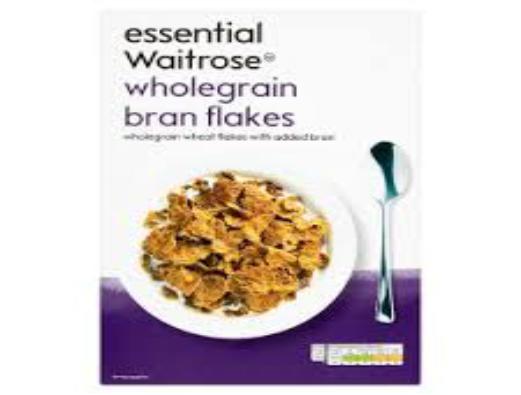 essential
Waitrose
wholegrain
bran flakes
wholegrain wheat flakes with added bran